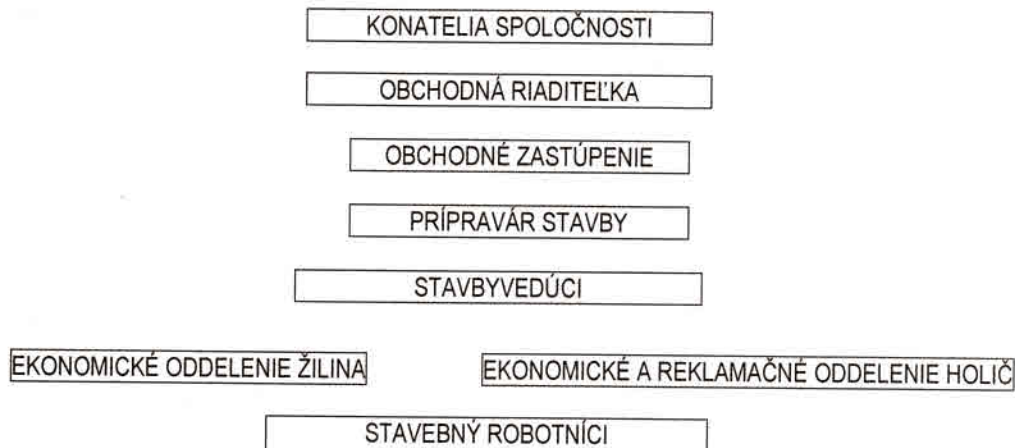 KONATELIA SPOLOČNOSTI
OBCHODNÁ RIADITEĽKA
OBCHODNÉ ZASTÚPENIE
PRÍPRAVÁR STAVBY
STAVBYVEDÚCI
EKONOMICKÉ ODDELENIE ŽILINA
EKONOMICKÉ A REKLAMAČNÉ ODDELENIE HOLIČ
STAVEBNÝ ROBOTNÍCI